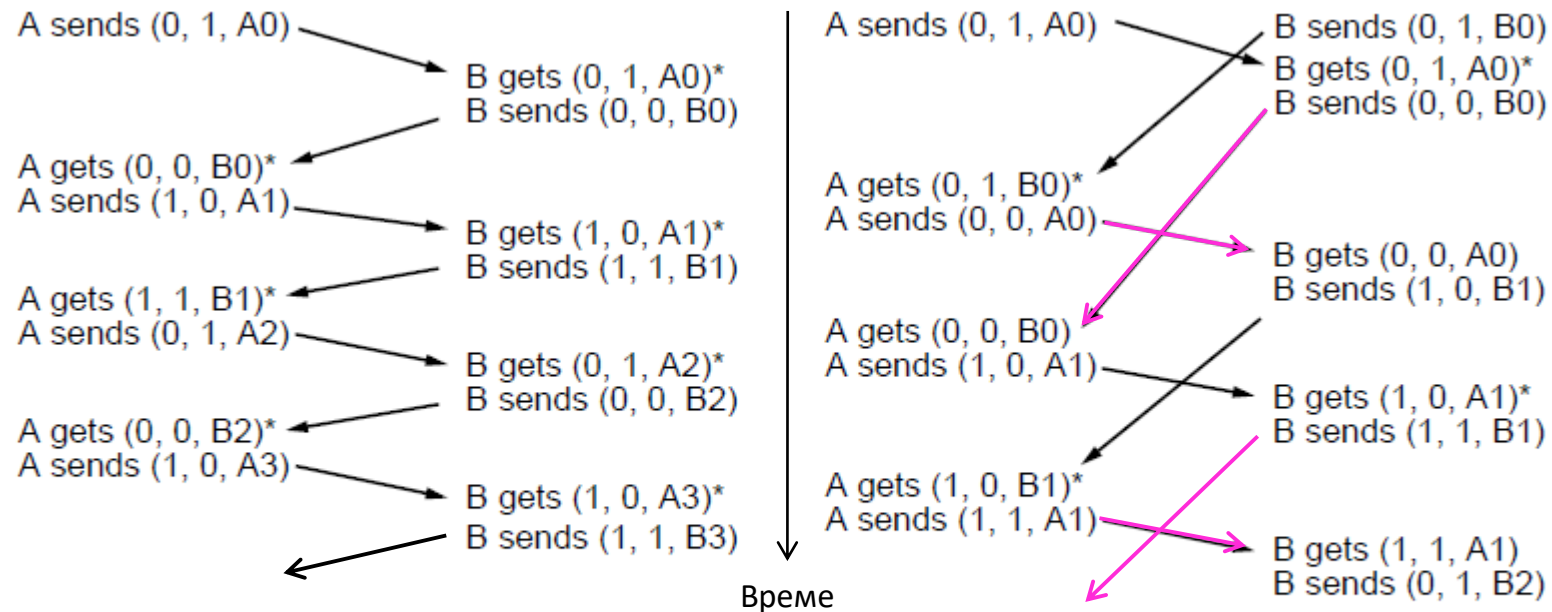 A sends (0, 1, A0)
B gets (0, 1, A0)*
B sends (0, 0, B0)
A gets (0, 0, B0)*
A sends (1, 0, A1)
B gets (1, 0, A1)*
B sends (1, 1, B1)
A gets (1, 1, B1)*
A sends (0, 1, A2)
B gets (0, 1, A2)*
B sends (0, 0, B2)
A gets (0, 0, B2)*
A sends (1, 0, A3)
B gets (1, 0, A3)*
B sends (1, 1, B3)
Време
A sends (0, 1, A0)
B sends (0, 1, B0)
B gets (0, 1, A0)*
B sends (0, 0, B0)
A gets (0, 1, B0)*
A sends (0, 0, A0)
B gets (0, 0, A0)
B sends (1, 0, B1)
A gets (0, 0, B0)
A sends (1, 0, A1)
B gets (1, 0, A1)*
B sends (1, 1, B1)
A gets (1, 0, B1)*
A sends (1, 1, A1)
B gets (1, 1, A1)
B sends (0, 1, B2)